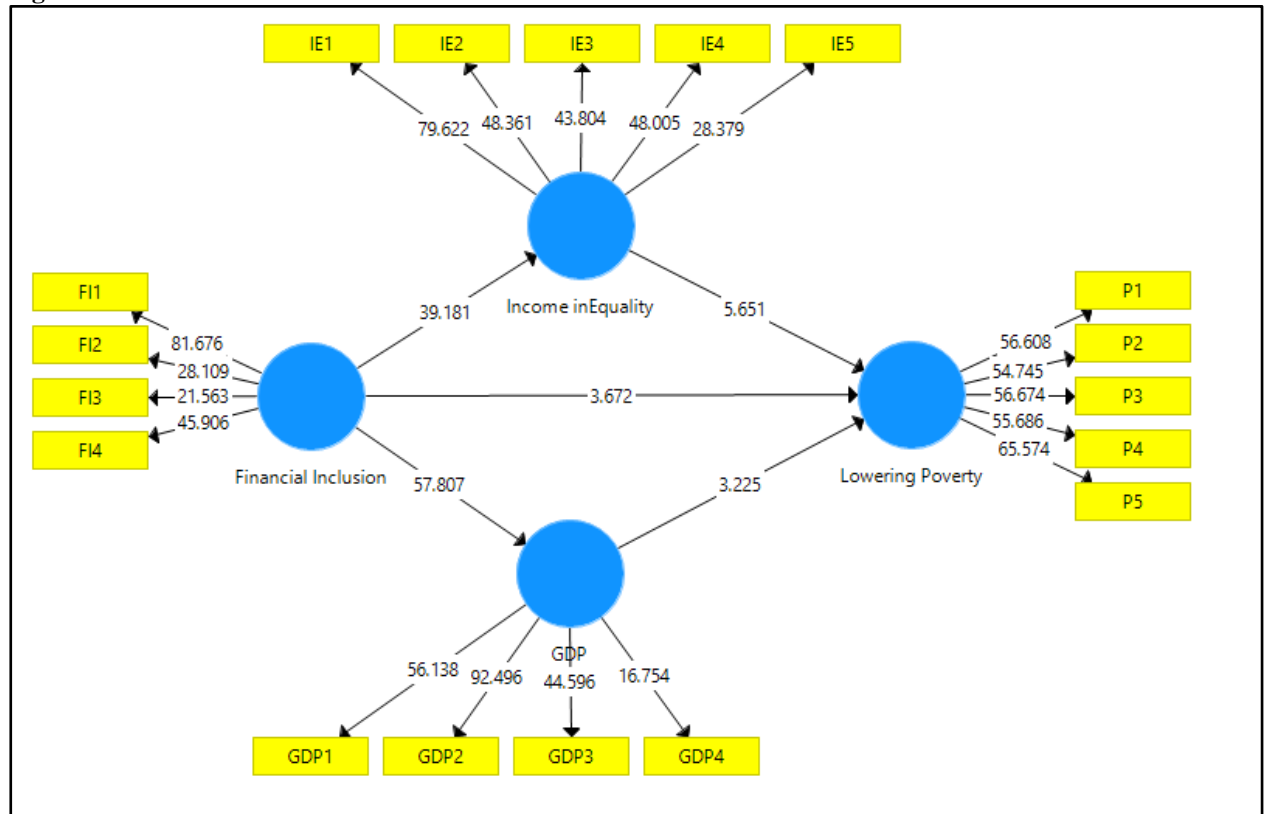 IE1 IE2 IE3 IE4 IE5
79.622 48.361 43.804 48.005 28.379
Income inEquality
39.181
5.651
FI1
FI2
FI3
FI4
81.676
28.109
21.563
45.906
Financial Inclusion
3.672
P1
P2
P3
P4
P5
56.608
54.745
56.674
55.686
65.574
Lowering Poverty
57.807
3.225
GDP
56.138 92.496 44.596 16.754
GDP1 GDP2 GDP3 GDP4